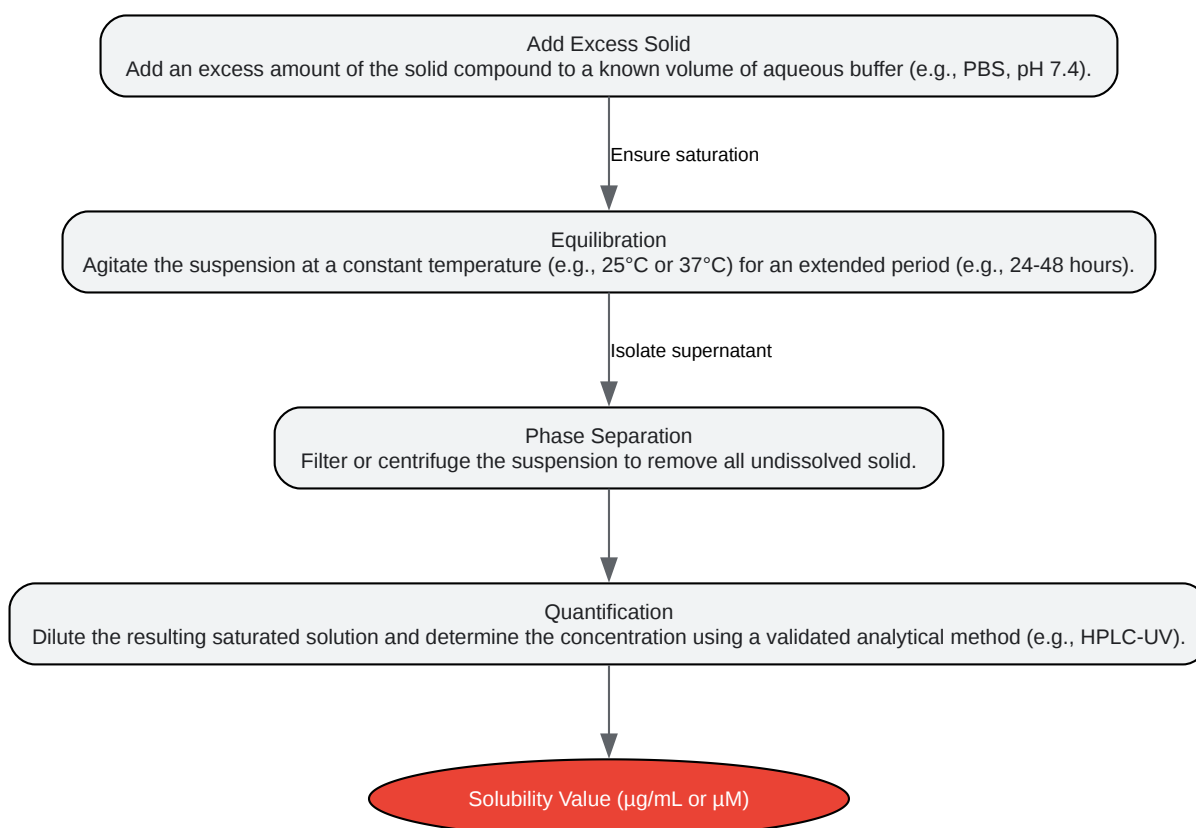 Add Excess Solid
Add an excess amount of the solid compound to a known volume of aqueous buffer (e.g., PBS, pH 7.4).
Ensure saturation
Equilibration
Agitate the suspension at a constant temperature (e.g., 25°C or 37°C) for an extended period (e.g., 24-48 hours).
Isolate supernatant
Phase Separation
Filter or centrifuge the suspension to remove all undissolved solid.
Quantification
Dilute the resulting saturated solution and determine the concentration using a validated analytical method (e.g., HPLC-UV).
Solubility Value (µg/mL or µM)